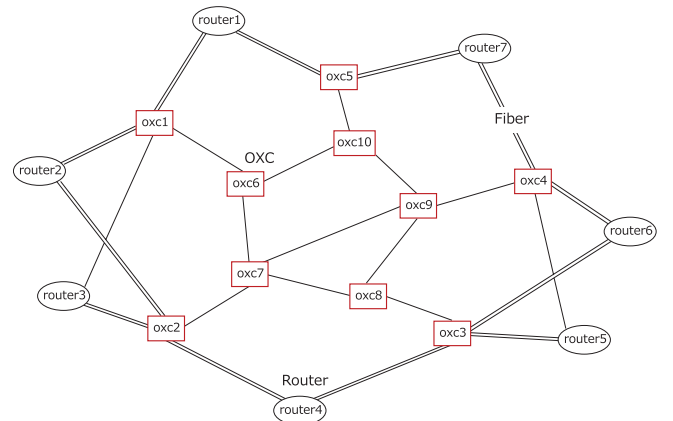 router1
router7
oxc5
Fiber
oxc1
oxc10
OXC
router2
oxc6
oxc4
oxc9
router6
oxc7
router3
oxc8
oxc2
oxc3
router5
Router
router4